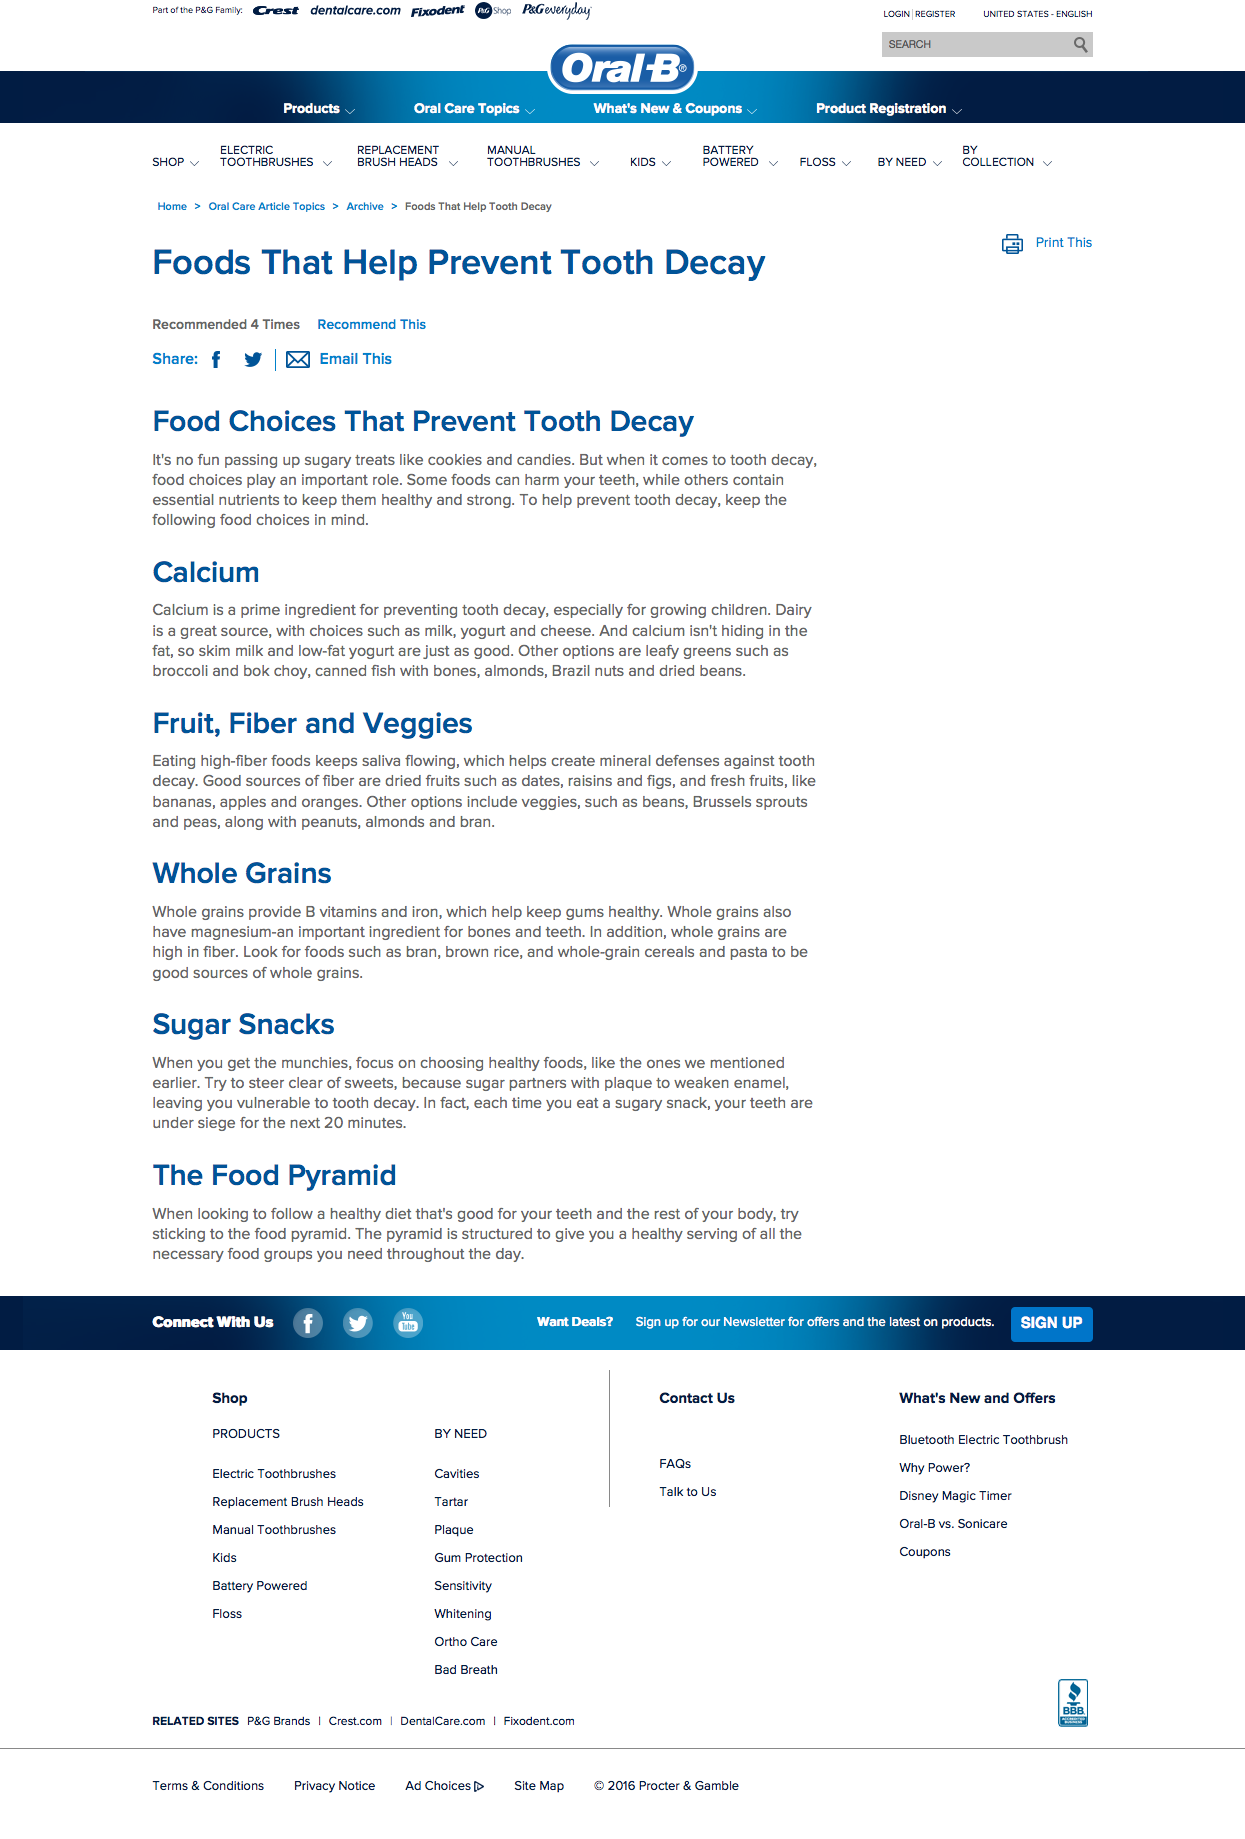 Part of the P&G Family: Crest dentalcare.com Fixodent P&G Shop P&G everyday
LOGIN | REGISTER UNITED STATES - ENGLISH
SEARCH
Oral-B®
Products Oral Care Topics What's New & Coupons Product Registration
SHOP ELECTRIC TOOTHBRUSHES REPLACEMENT BRUSH HEADS MANUAL TOOTHBRUSHES KIDS BATTERY POWERED FLOSS BY NEED BY COLLECTION
Home > Oral Care Article Topics > Archive > Foods That Help Tooth Decay
Print This
Foods That Help Prevent Tooth Decay
Recommended 4 Times Recommend This
Share: Email This
Food Choices That Prevent Tooth Decay
It's no fun passing up sugary treats like cookies and candies. But when it comes to tooth decay,
food choices play an important role. Some foods can harm your teeth, while others contain
essential nutrients to keep them healthy and strong. To help prevent tooth decay, keep the
following food choices in mind.
Calcium
Calcium is a prime ingredient for preventing tooth decay, especially for growing children. Dairy
is a great source, with choices such as milk, yogurt and cheese. And calcium isn't hiding in the
fat, so skim milk and low-fat yogurt are just as good. Other options are leafy greens such as
broccoli and bok choy, canned fish with bones, almonds, Brazil nuts and dried beans.
Fruit, Fiber and Veggies
Eating high-fiber foods keeps saliva flowing, which helps create mineral defenses against tooth
decay. Good sources of fiber are dried fruits such as dates, raisins and figs, and fresh fruits, like
bananas, apples and oranges. Other options include veggies, such as beans, Brussels sprouts
and peas, along with peanuts, almonds and bran.
Whole Grains
Whole grains provide B vitamins and iron, which help keep gums healthy. Whole grains also
have magnesium-an important ingredient for bones and teeth. In addition, whole grains are
high in fiber. Look for foods such as bran, brown rice, and whole-grain cereals and pasta to be
good sources of whole grains.
Sugar Snacks
When you get the munchies, focus on choosing healthy foods, like the ones we mentioned
earlier. Try to steer clear of sweets, because sugar partners with plaque to weaken enamel,
leaving you vulnerable to tooth decay. In fact, each time you eat a sugary snack, your teeth are
under siege for the next 20 minutes.
The Food Pyramid
When looking to follow a healthy diet that's good for your teeth and the rest of your body, try
sticking to the food pyramid. The pyramid is structured to give you a healthy serving of all the
necessary food groups you need throughout the day.
Connect With Us You Tube Want Deals? Sign up for our Newsletter for offers and the latest on products. SIGN UP
Shop
PRODUCTS
Electric Toothbrushes
Replacement Brush Heads
Manual Toothbrushes
Kids
Battery Powered
Floss
BY NEED
Cavities
Tartar
Plaque
Gum Protection
Sensitivity
Whitening
Ortho Care
Bad Breath
Contact Us
FAQs
Talk to Us
What's New and Offers
Bluetooth Electric Toothbrush
Why Power?
Disney Magic Timer
Oral-B vs. Sonicare
Coupons
BBB
ACCREDITED
BUSINESS
RELATED SITES P&G Brands | Crest.com | DentalCare.com | Fixodent.com
Terms & Conditions Privacy Notice Ad Choices Site Map © 2016 Procter & Gamble